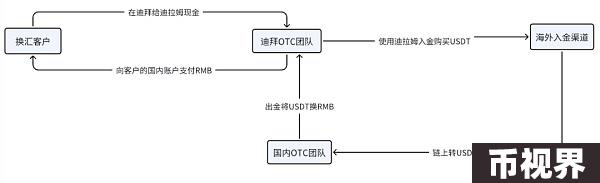 在迪拜给迪拉姆现金
换汇客户
迪拜OTC团队
使用迪拉姆入金购买USDT
海外入金渠道
向客户的国内账户支付RMB
出金将USDT换RMB
国内OTC团队
链上转USD
币视界